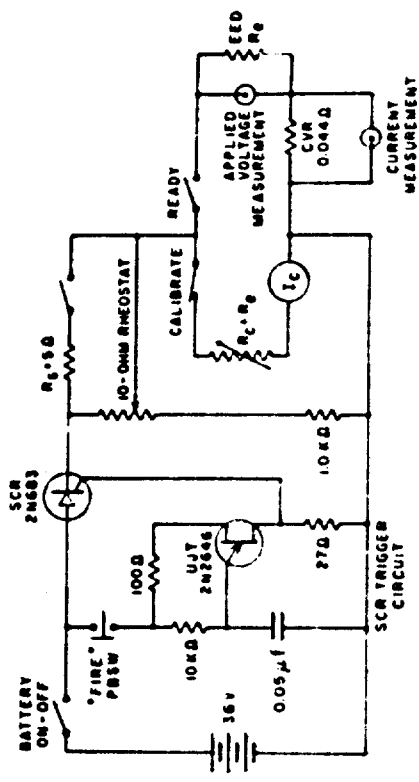 BATTERY
ON-OFF
36V
"FIRE"
PBSW
10KΩ
0.05μf
100Ω
UJT
2N2646
27Ω
SCR TRIGGER
CIRCUIT
SCR
2N683
RS+5Ω
10-OHM RHEOSTAT
1.0KΩ
CALIBRATE
RC+Re
IC
READY
APPLIED
VOLTAGE
MEASUREMENT
EED
Re
CVR
0.044Ω
CURRENT
MEASUREMENT